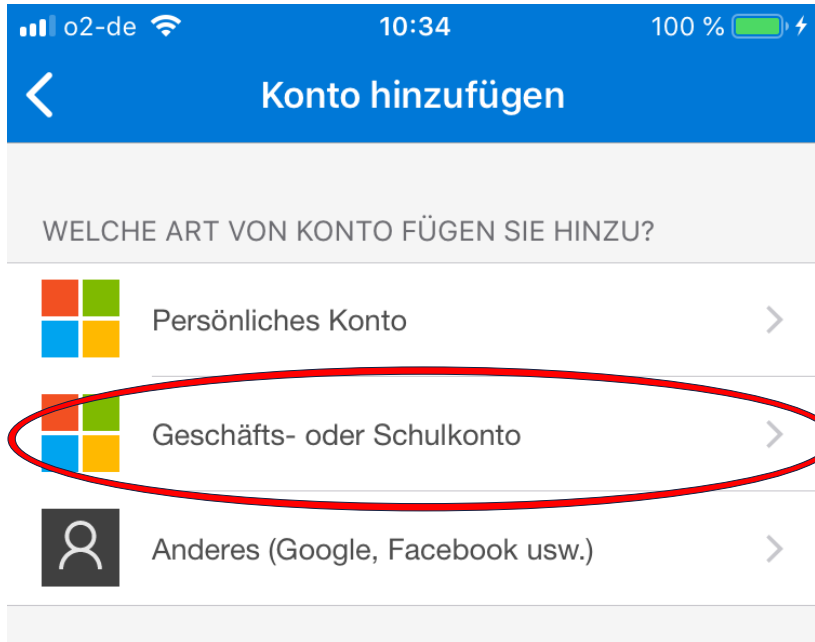 o2-de 10:34 100 %
Konto hinzufügen
WELCHE ART VON KONTO FÜGEN SIE HINZU?
Persönliches Konto
Geschäfts- oder Schulkonto
Anderes (Google, Facebook usw.)